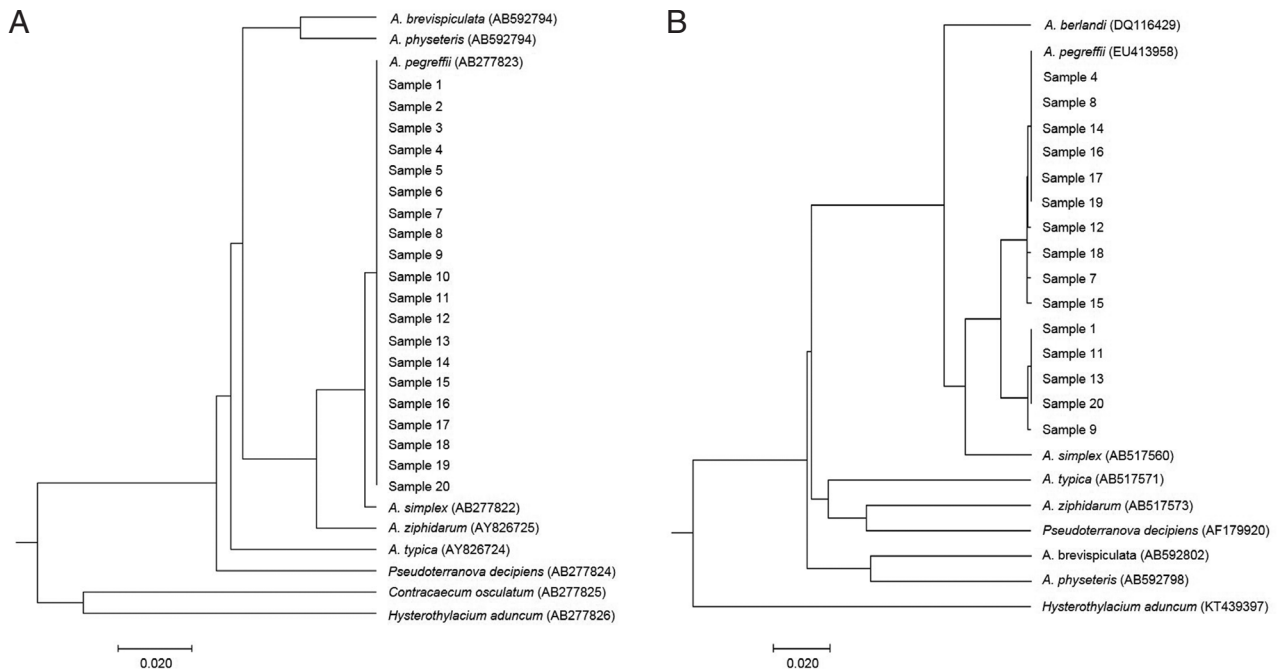 A
A. brevispiculata (AB592794)
A. physeteris (AB592794)
A. pegreffii (AB277823)
Sample 1
Sample 2
Sample 3
Sample 4
Sample 5
Sample 6
Sample 7
Sample 8
Sample 9
Sample 10
Sample 11
Sample 12
Sample 13
Sample 14
Sample 15
Sample 16
Sample 17
Sample 18
Sample 19
Sample 20
A. simplex (AB277822)
A. ziphidarum (AY826725)
A. typica (AY826724)
Pseudoterranova decipiens (AB277824)
Contracaecum osculatum (AB277825)
Hysterothylacium aduncum (AB277826)
0.020
B
A. berlandi (DQ116429)
A. pegreffii (EU413958)
Sample 4
Sample 8
Sample 14
Sample 16
Sample 17
Sample 19
Sample 12
Sample 18
Sample 7
Sample 15
Sample 1
Sample 11
Sample 13
Sample 20
Sample 9
A. simplex (AB517560)
A. typica (AB517571)
A. ziphidarum (AB517573)
Pseudoterranova decipiens (AF179920)
A. brevispiculata (AB592802)
A. physeteris (AB592798)
Hysterothylacium aduncum (KT439397)
0.020